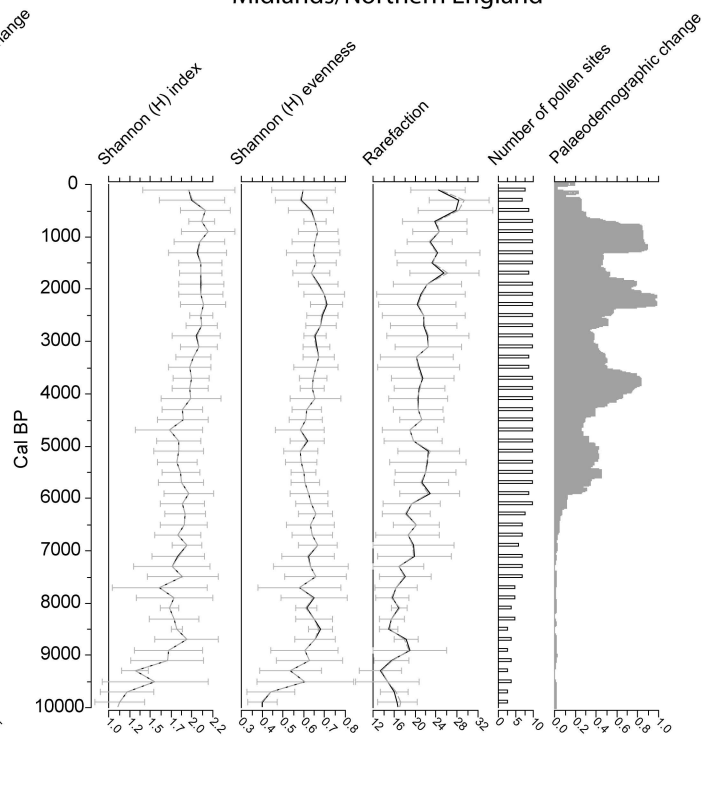 Midlands/Northern England
Shannon (H) index
Shannon (H) evenness
Rarefaction
Number of pollen sites
Palaeodemographic change
Cal BP
0
1000
2000
3000
4000
5000
6000
7000
8000
9000
10000
1.0 1.2 1.5 1.7 2.0 2.2
0.3 0.4 0.5 0.6 0.7 0.8
12 16 20 24 28 32
0 5 10
0 0.2 0.4 0.6 0.8 1.0